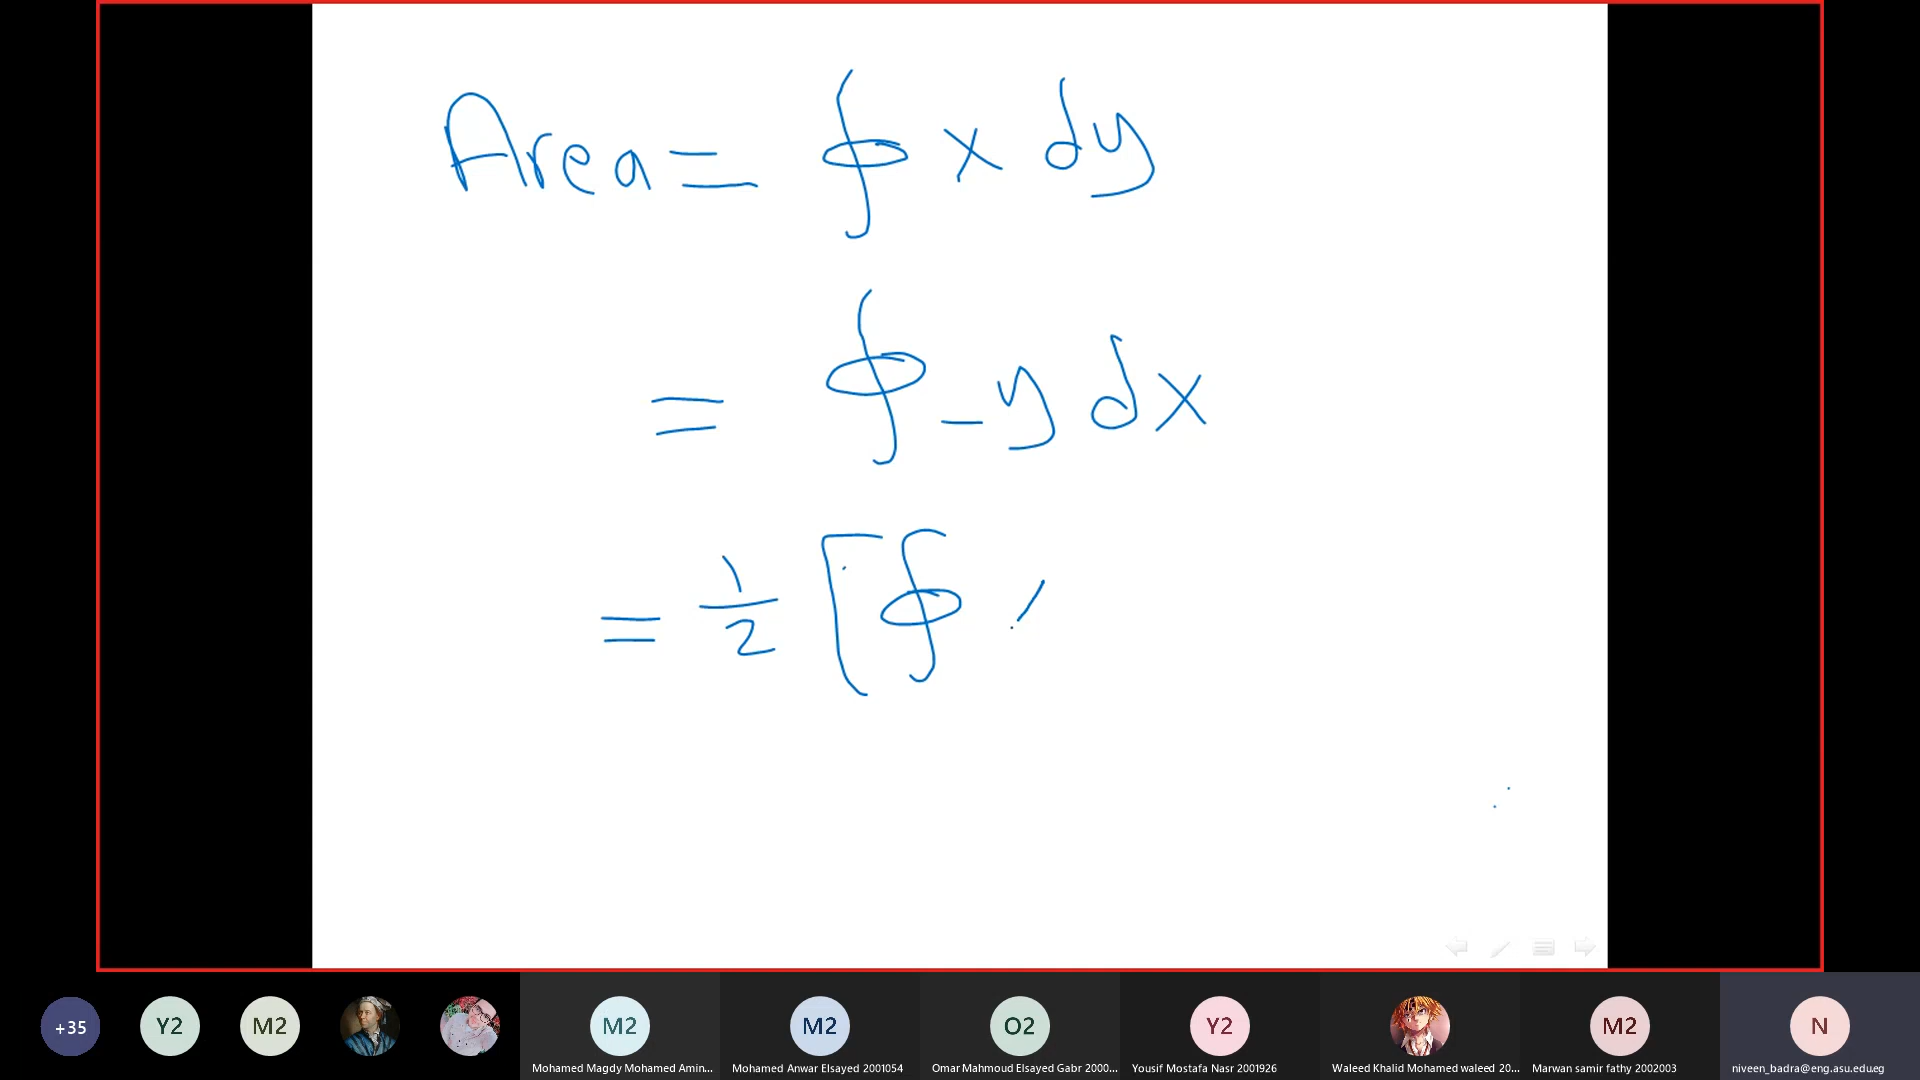 Area = ∮ x dy
= ∮ - y dx
= 1/2 [ ∮
+35
Y2
M2
M2
Mohamed Magdy Mohamed Amin...
M2
Mohamed Anwar Elsayed 2001054
O2
Omar Mahmoud Elsayed Gabr 2000...
Y2
Yousif Mostafa Nasr 2001926
Waleed Khalid Mohamed waleed 20...
M2
Marwan samir fathy 2002003
N
niveen_badra@eng.asu.edu.eg